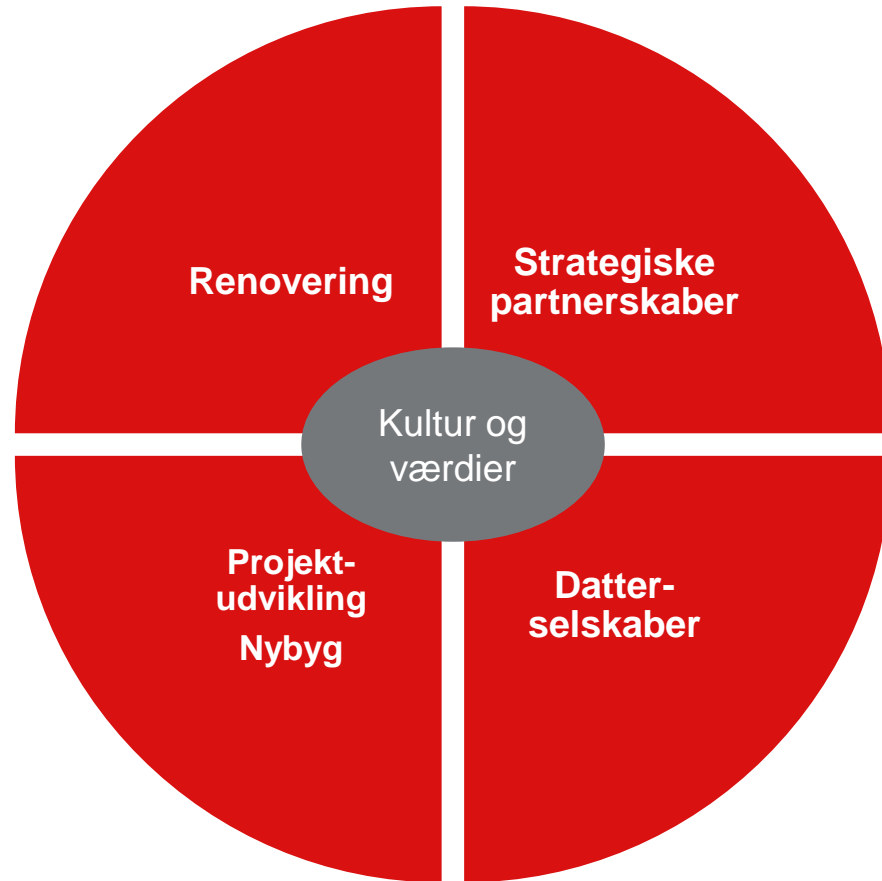 Renovering
Strategiske
partnerskaber
Kultur og
værdier
Projekt-
udvikling
Nybyg
Datter-
selskaber